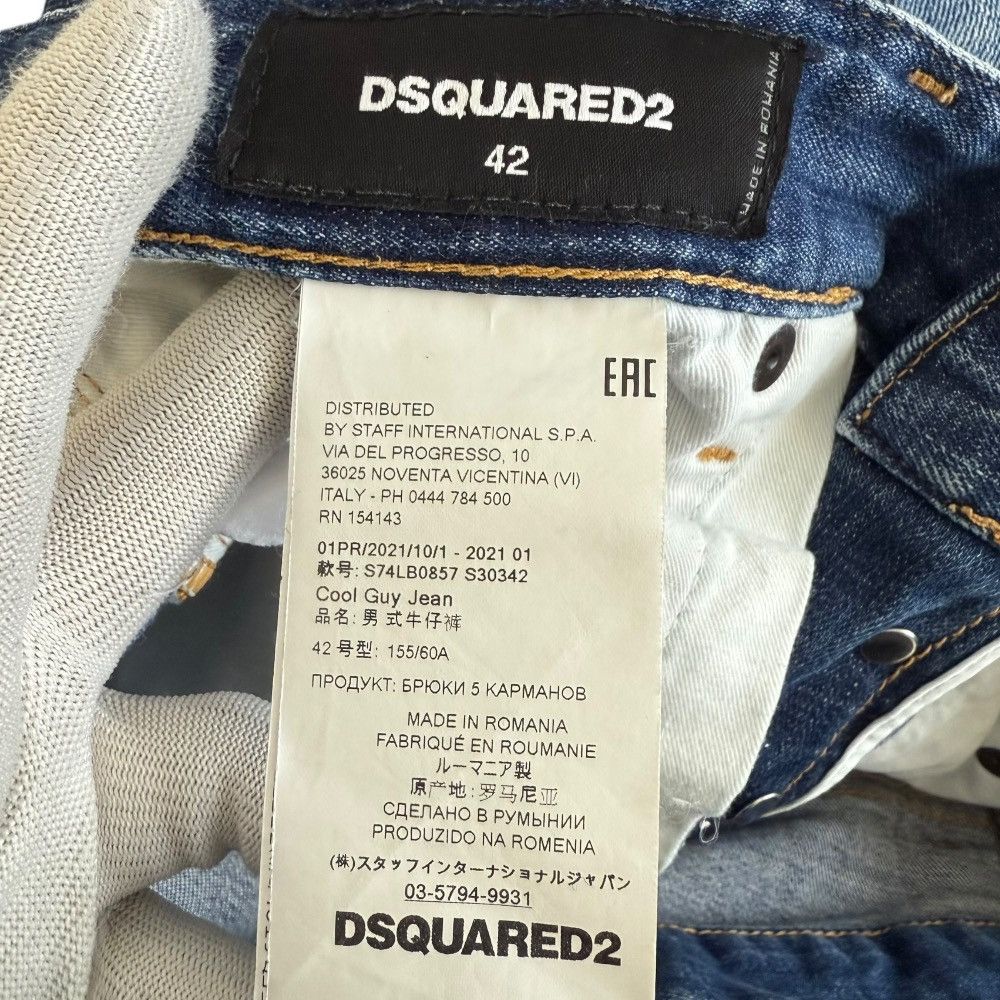 DSQUARED2
42
MADE IN ROMANIA
EAC
DISTRIBUTED
BY STAFF INTERNATIONAL S.P.A.
VIA DEL PROGRESSO, 10
36025 NOVENTA VICENTINA (VI)
ITALY - PH 0444 784 500
RN 154143
01PR/2021/10/1 - 2021 01
款号: S74LB0857 S30342
Cool Guy Jean
品名: 男式牛仔裤
42 号型: 155/60A
ПРОДУКТ: БРЮКИ 5 КАРМАНОВ
MADE IN ROMANIA
FABRIQUÉ EN ROUMANIE
ルーマニア製
原产地: 罗马尼亚
СДЕЛАНО В РУМЫНИИ
PRODUZIDO NA ROMENIA
(株)スタッフインターナショナルジャパン
03-5794-9931
DSQUARED2